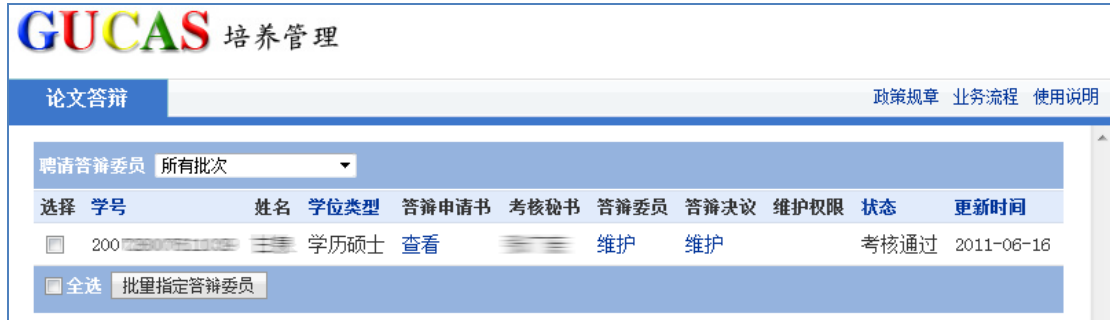 GUCAS 培养管理
论文答辩 政策规章 业务流程 使用说明
聘请答辩委员 所有批次
选择 学号 姓名 学位类型 答辩申请书 考核秘书 答辩委员 答辩决议 维护权限 状态 更新时间
200 学历硕士 查看 维护 维护 考核通过 2011-06-16
全选 批量指定答辩委员